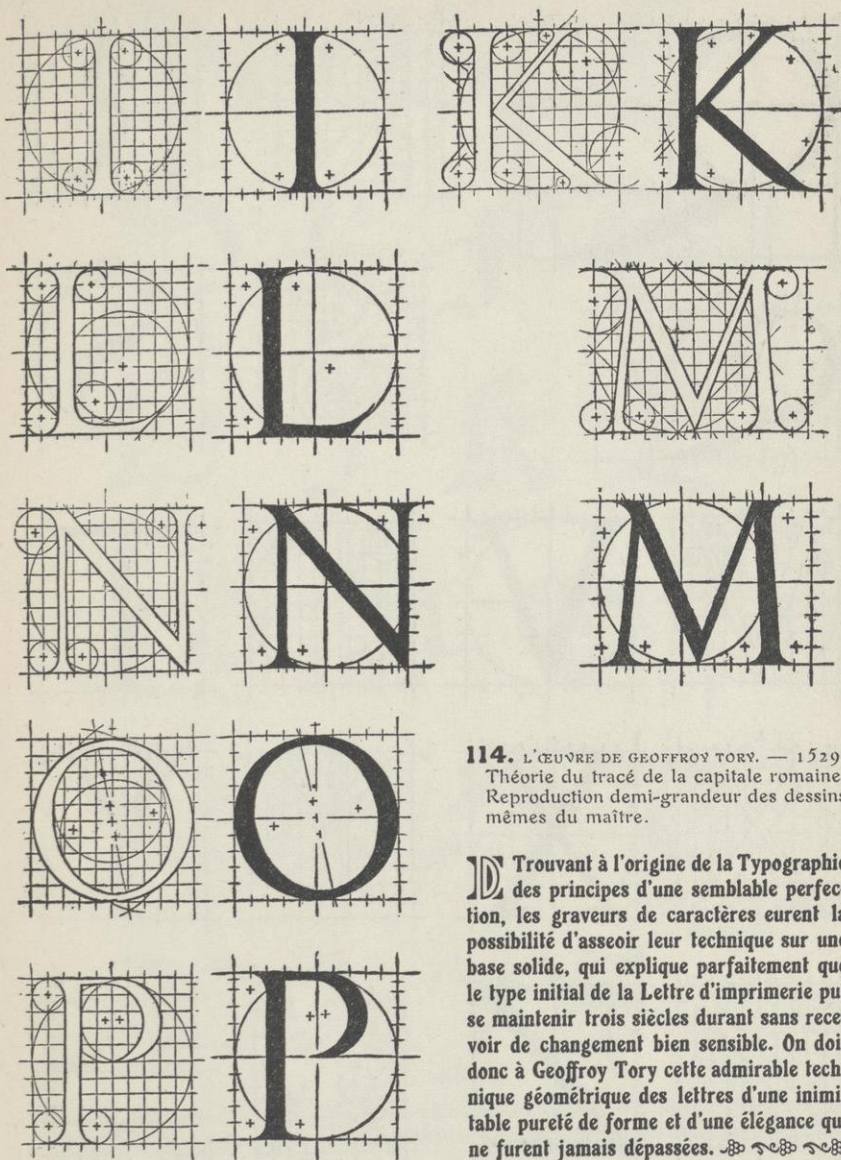 I I K K
L L M
N N M
O O
P P
114. L'ŒUVRE DE GEOFFROY TORY. — 1529
Théorie du tracé de la capitale romaine
Reproduction demi-grandeur des dessins
mêmes du maître.
D Trouvant à l'origine de la Typographie
des principes d'une semblable perfec
tion, les graveurs de caractères eurent la
possibilité d'asseoir leur technique sur une
base solide, qui explique parfaitement que
le type initial de la Lettre d'imprimerie pu
se maintenir trois siècles durant sans rece
voir de changement bien sensible. On doi
donc à Geoffroy Tory cette admirable tech
nique géométrique des lettres d'une inimi
table pureté de forme et d'une élégance qu
ne furent jamais dépassées.